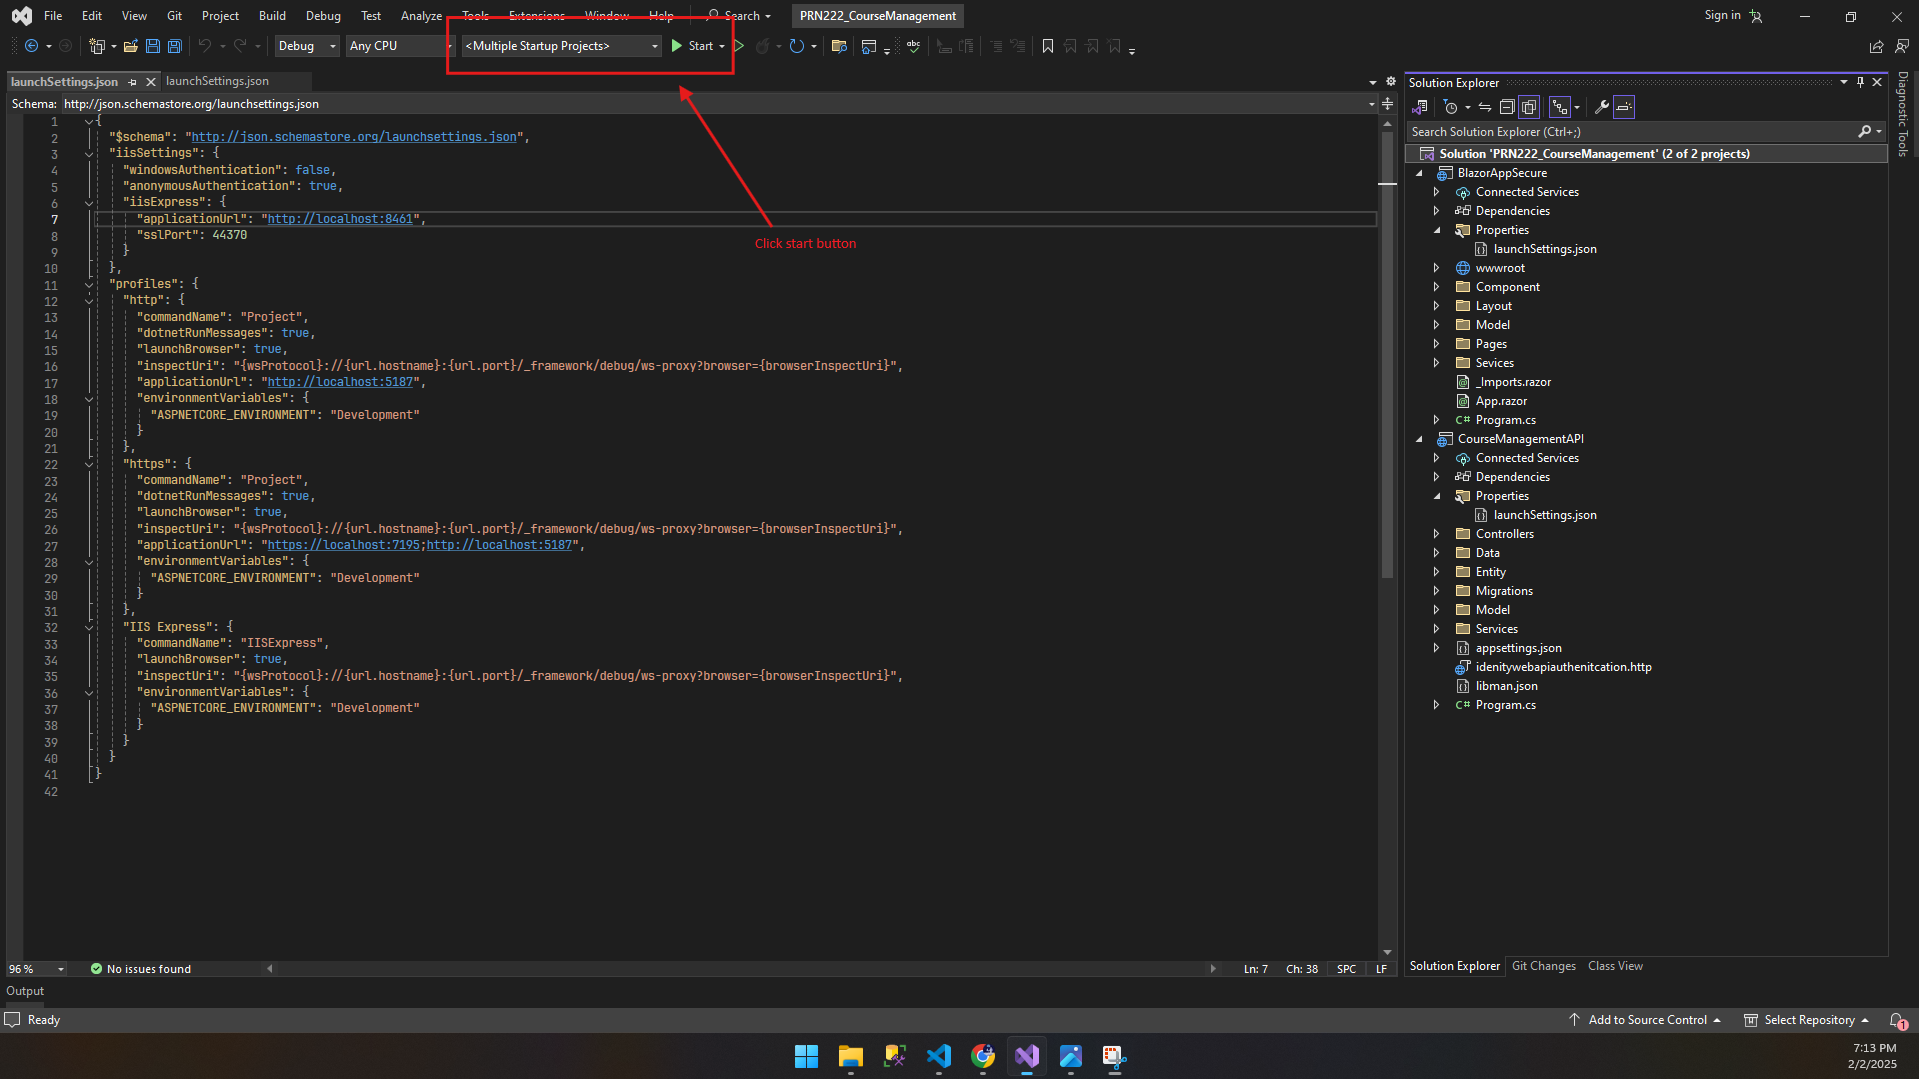 File Edit View Git Project Build Debug Test Analyze Tools Extensions Window Help Search PRN222_CourseManagement Sign in
Debug Any CPU <Multiple Startup Projects> Start abc
launchSettings.json launchSettings.json
Schema: http://json.schemastore.org/launchsettings.json
1 {
2 "$schema": "http://json.schemastore.org/launchsettings.json",
3 "iisSettings": {
4 "windowsAuthentication": false,
5 "anonymousAuthentication": true,
6 "iisExpress": {
7 "applicationUrl": "http://localhost:8461",
8 "sslPort": 44370
9 }
10 },
11 "profiles": {
12 "http": {
13 "commandName": "Project",
14 "dotnetRunMessages": true,
15 "launchBrowser": true,
16 "inspectUri": "{wsProtocol}://{url.hostname}:{url.port}/_framework/debug/ws-proxy?browser={browserInspectUri}",
17 "applicationUrl": "http://localhost:5187",
18 "environmentVariables": {
19 "ASPNETCORE_ENVIRONMENT": "Development"
20 }
21 },
22 "https": {
23 "commandName": "Project",
24 "dotnetRunMessages": true,
25 "launchBrowser": true,
26 "inspectUri": "{wsProtocol}://{url.hostname}:{url.port}/_framework/debug/ws-proxy?browser={browserInspectUri}",
27 "applicationUrl": "https://localhost:7195;http://localhost:5187",
28 "environmentVariables": {
29 "ASPNETCORE_ENVIRONMENT": "Development"
30 }
31 },
32 "IIS Express": {
33 "commandName": "IISExpress",
34 "launchBrowser": true,
35 "inspectUri": "{wsProtocol}://{url.hostname}:{url.port}/_framework/debug/ws-proxy?browser={browserInspectUri}",
36 "environmentVariables": {
37 "ASPNETCORE_ENVIRONMENT": "Development"
38 }
39 }
40 }
41 }
42
Click start button
96 % No issues found Ln: 7 Ch: 38 SPC LF
Output
Solution Explorer
Search Solution Explorer (Ctrl+;)
Solution 'PRN222_CourseManagement' (2 of 2 projects)
BlazorAppSecure
Connected Services
Dependencies
Properties
launchSettings.json
wwwroot
Component
Layout
Model
Pages
Sevices
_Imports.razor
App.razor
C# Program.cs
CourseManagementAPI
Connected Services
Dependencies
Properties
launchSettings.json
Controllers
Data
Entity
Migrations
Model
Services
appsettings.json
idenitywebapiauthenitcation.http
libman.json
C# Program.cs
Solution Explorer Git Changes Class View
Diagnostic Tools
Ready Add to Source Control Select Repository 1
7:13 PM
2/2/2025